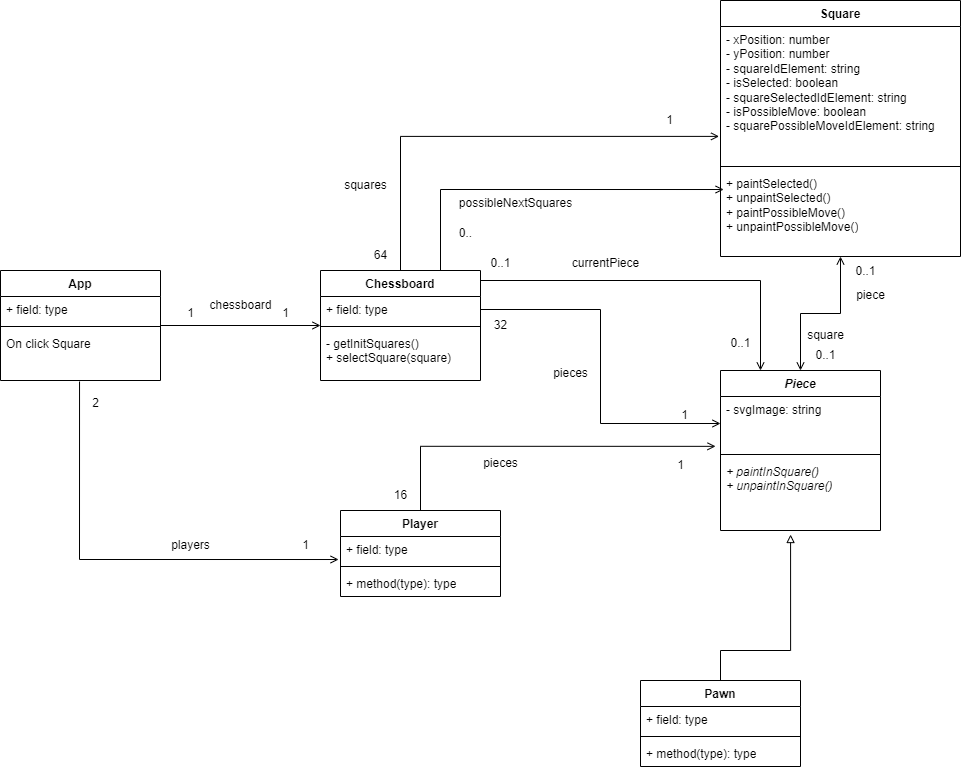 Square
- xPosition: number
- yPosition: number
- squareIdElement: string
- isSelected: boolean
- squareSelectedIdElement: string
- isPossibleMove: boolean
- squarePossibleMoveIdElement: string
+ paintSelected()
+ unpaintSelected()
+ paintPossibleMove()
+ unpaintPossibleMove()
1
squares
64
possibleNextSquares
0..
App
+ field: type
On click Square
1
chessboard
1
Chessboard
+ field: type
- getInitSquares()
+ selectSquare(square)
0..1
currentPiece
0..1
32
pieces
1
0..1
piece
square
0..1
Piece
- svgImage: string
+ paintInSquare()
+ unpaintInSquare()
2
players
1
16
pieces
1
Player
+ field: type
+ method(type): type
Pawn
+ field: type
+ method(type): type